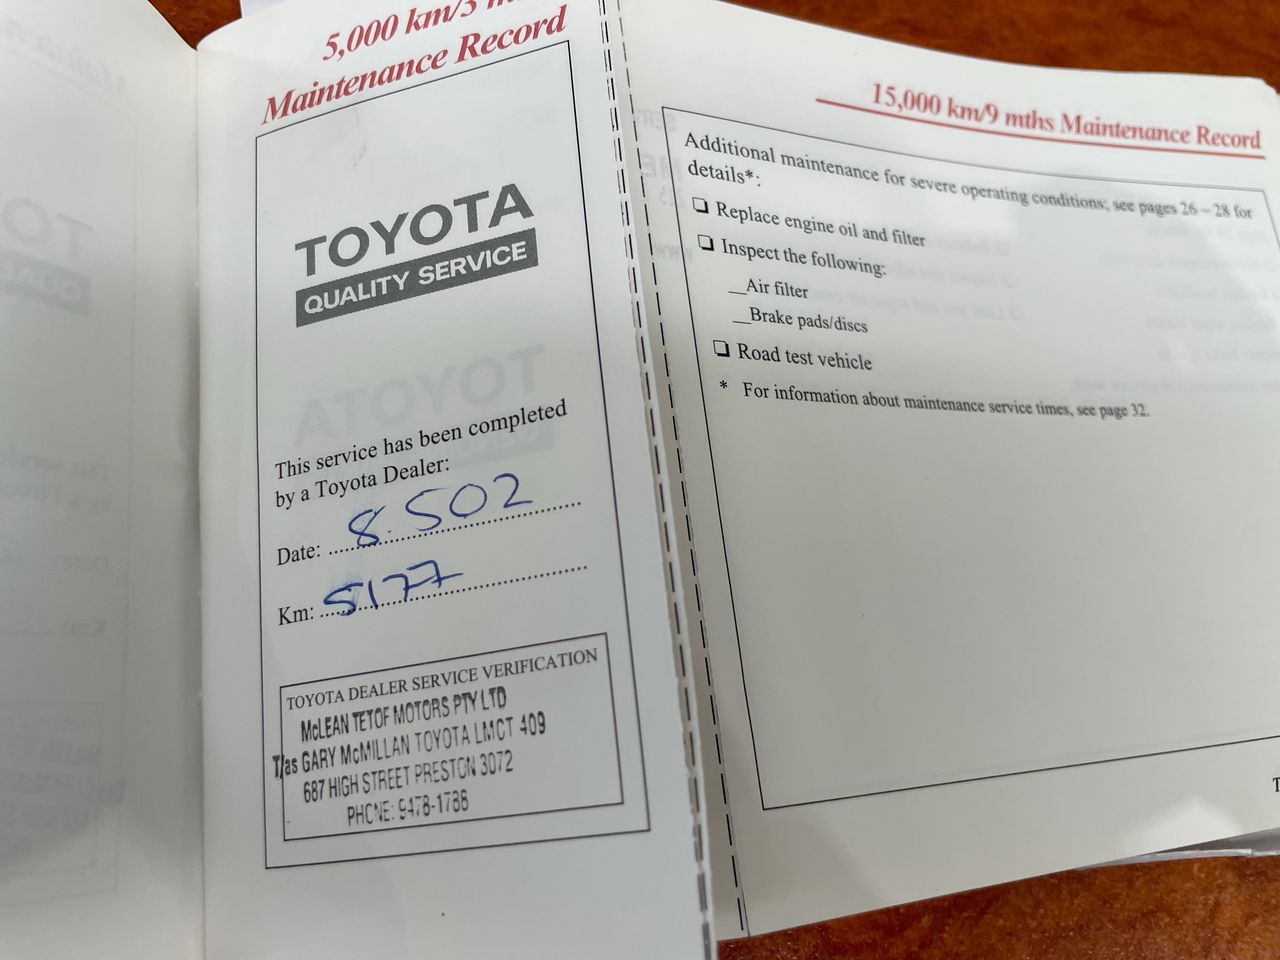 5,000 km/3
Maintenance Record
TOYOTA
QUALITY SERVICE
This service has been completed
by a Toyota Dealer:
Date: 8.502
Km: 5177
TOYOTA DEALER SERVICE VERIFICATION
McLEAN TETOF MOTORS PTY LTD
T/as GARY McMILLAN TOYOTA LMCT 409
687 HIGH STREET PRESTON 3072
PHONE: 9478-1788
15,000 km/9 mths Maintenance Record
Additional maintenance for severe operating conditions; see pages 26 – 28 for
details*:
❏ Replace engine oil and filter
❏ Inspect the following:
__Air filter
__Brake pads/discs
❏ Road test vehicle
* For information about maintenance service times, see page 32.